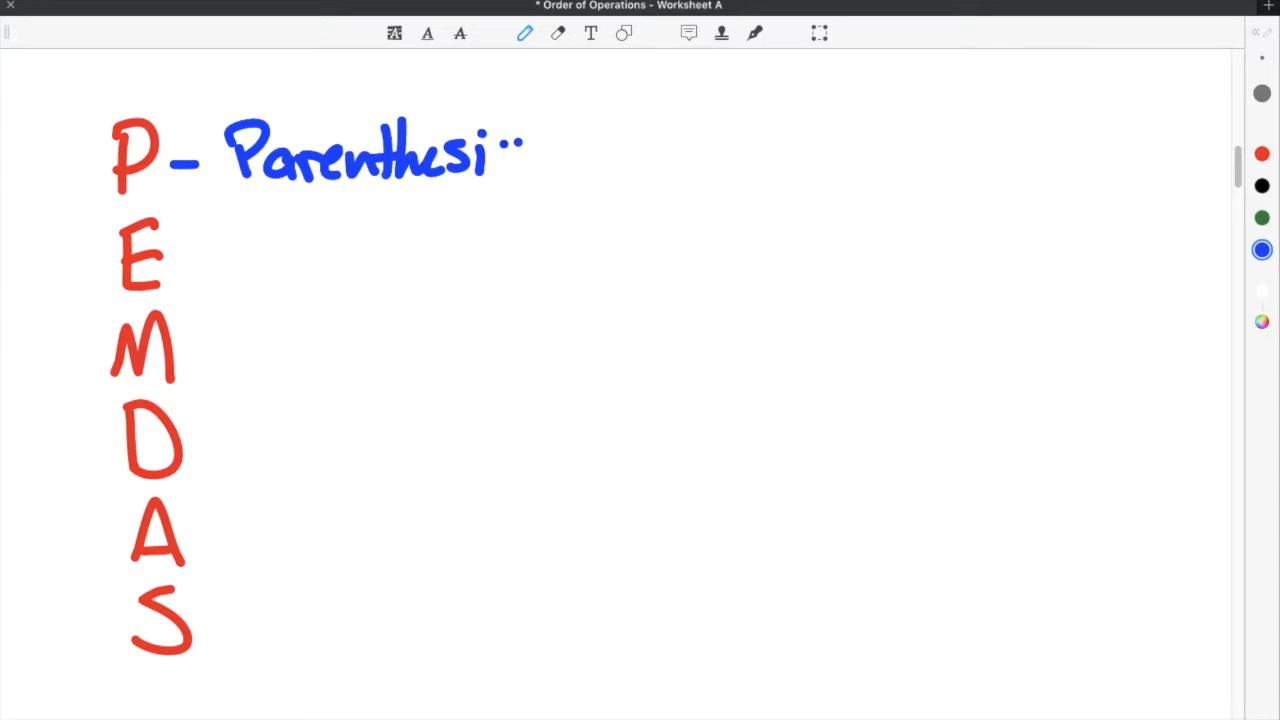 * Order of Operations - Worksheet A
A A A T
P - Parenthesi
E
M
D
A
S